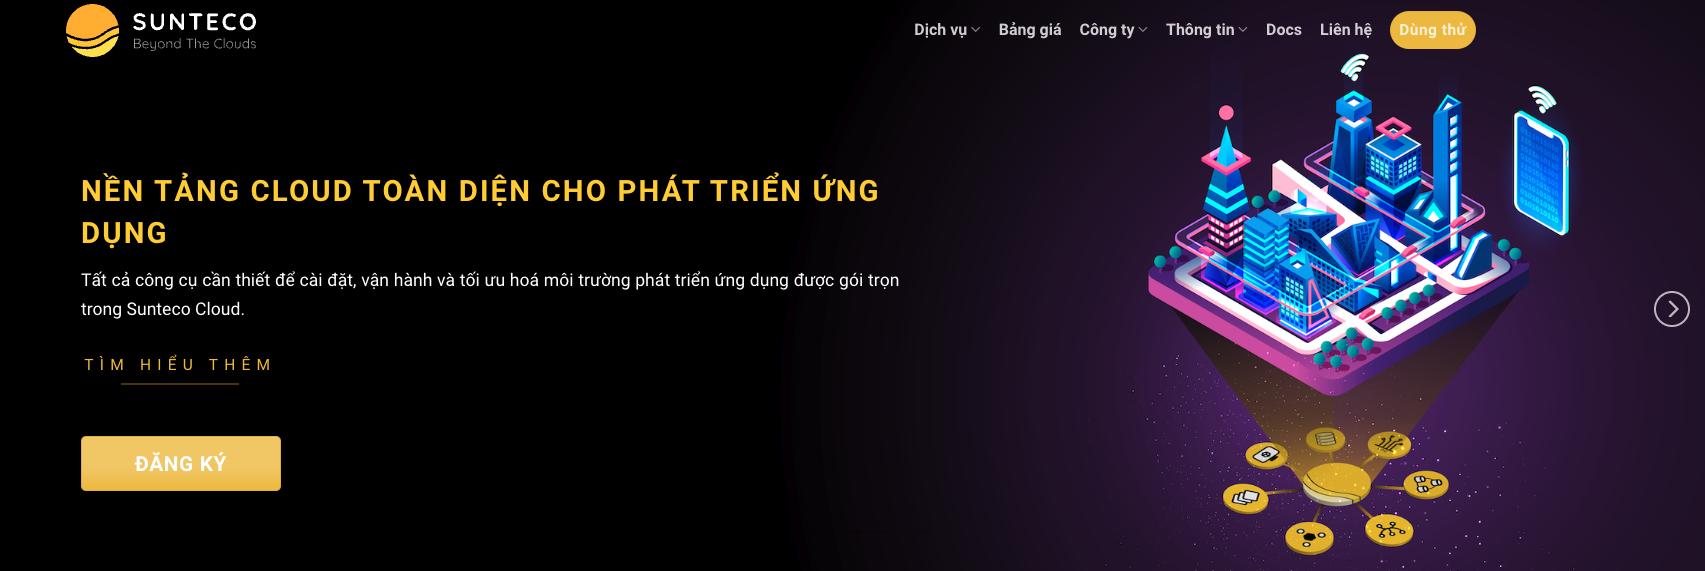 SUNTECO
Beyond The Clouds
Dịch vụ
Bảng giá
Công ty
Thông tin
Docs
Liên hệ
Dùng thử
NỀN TẢNG CLOUD TOÀN DIỆN CHO PHÁT TRIỂN ỨNG
DỤNG
Tất cả công cụ cần thiết để cài đặt, vận hành và tối ưu hoá môi trường phát triển ứng dụng được gói trọn
trong Sunteco Cloud.
TÌM HIỂU THÊM
ĐĂNG KÝ